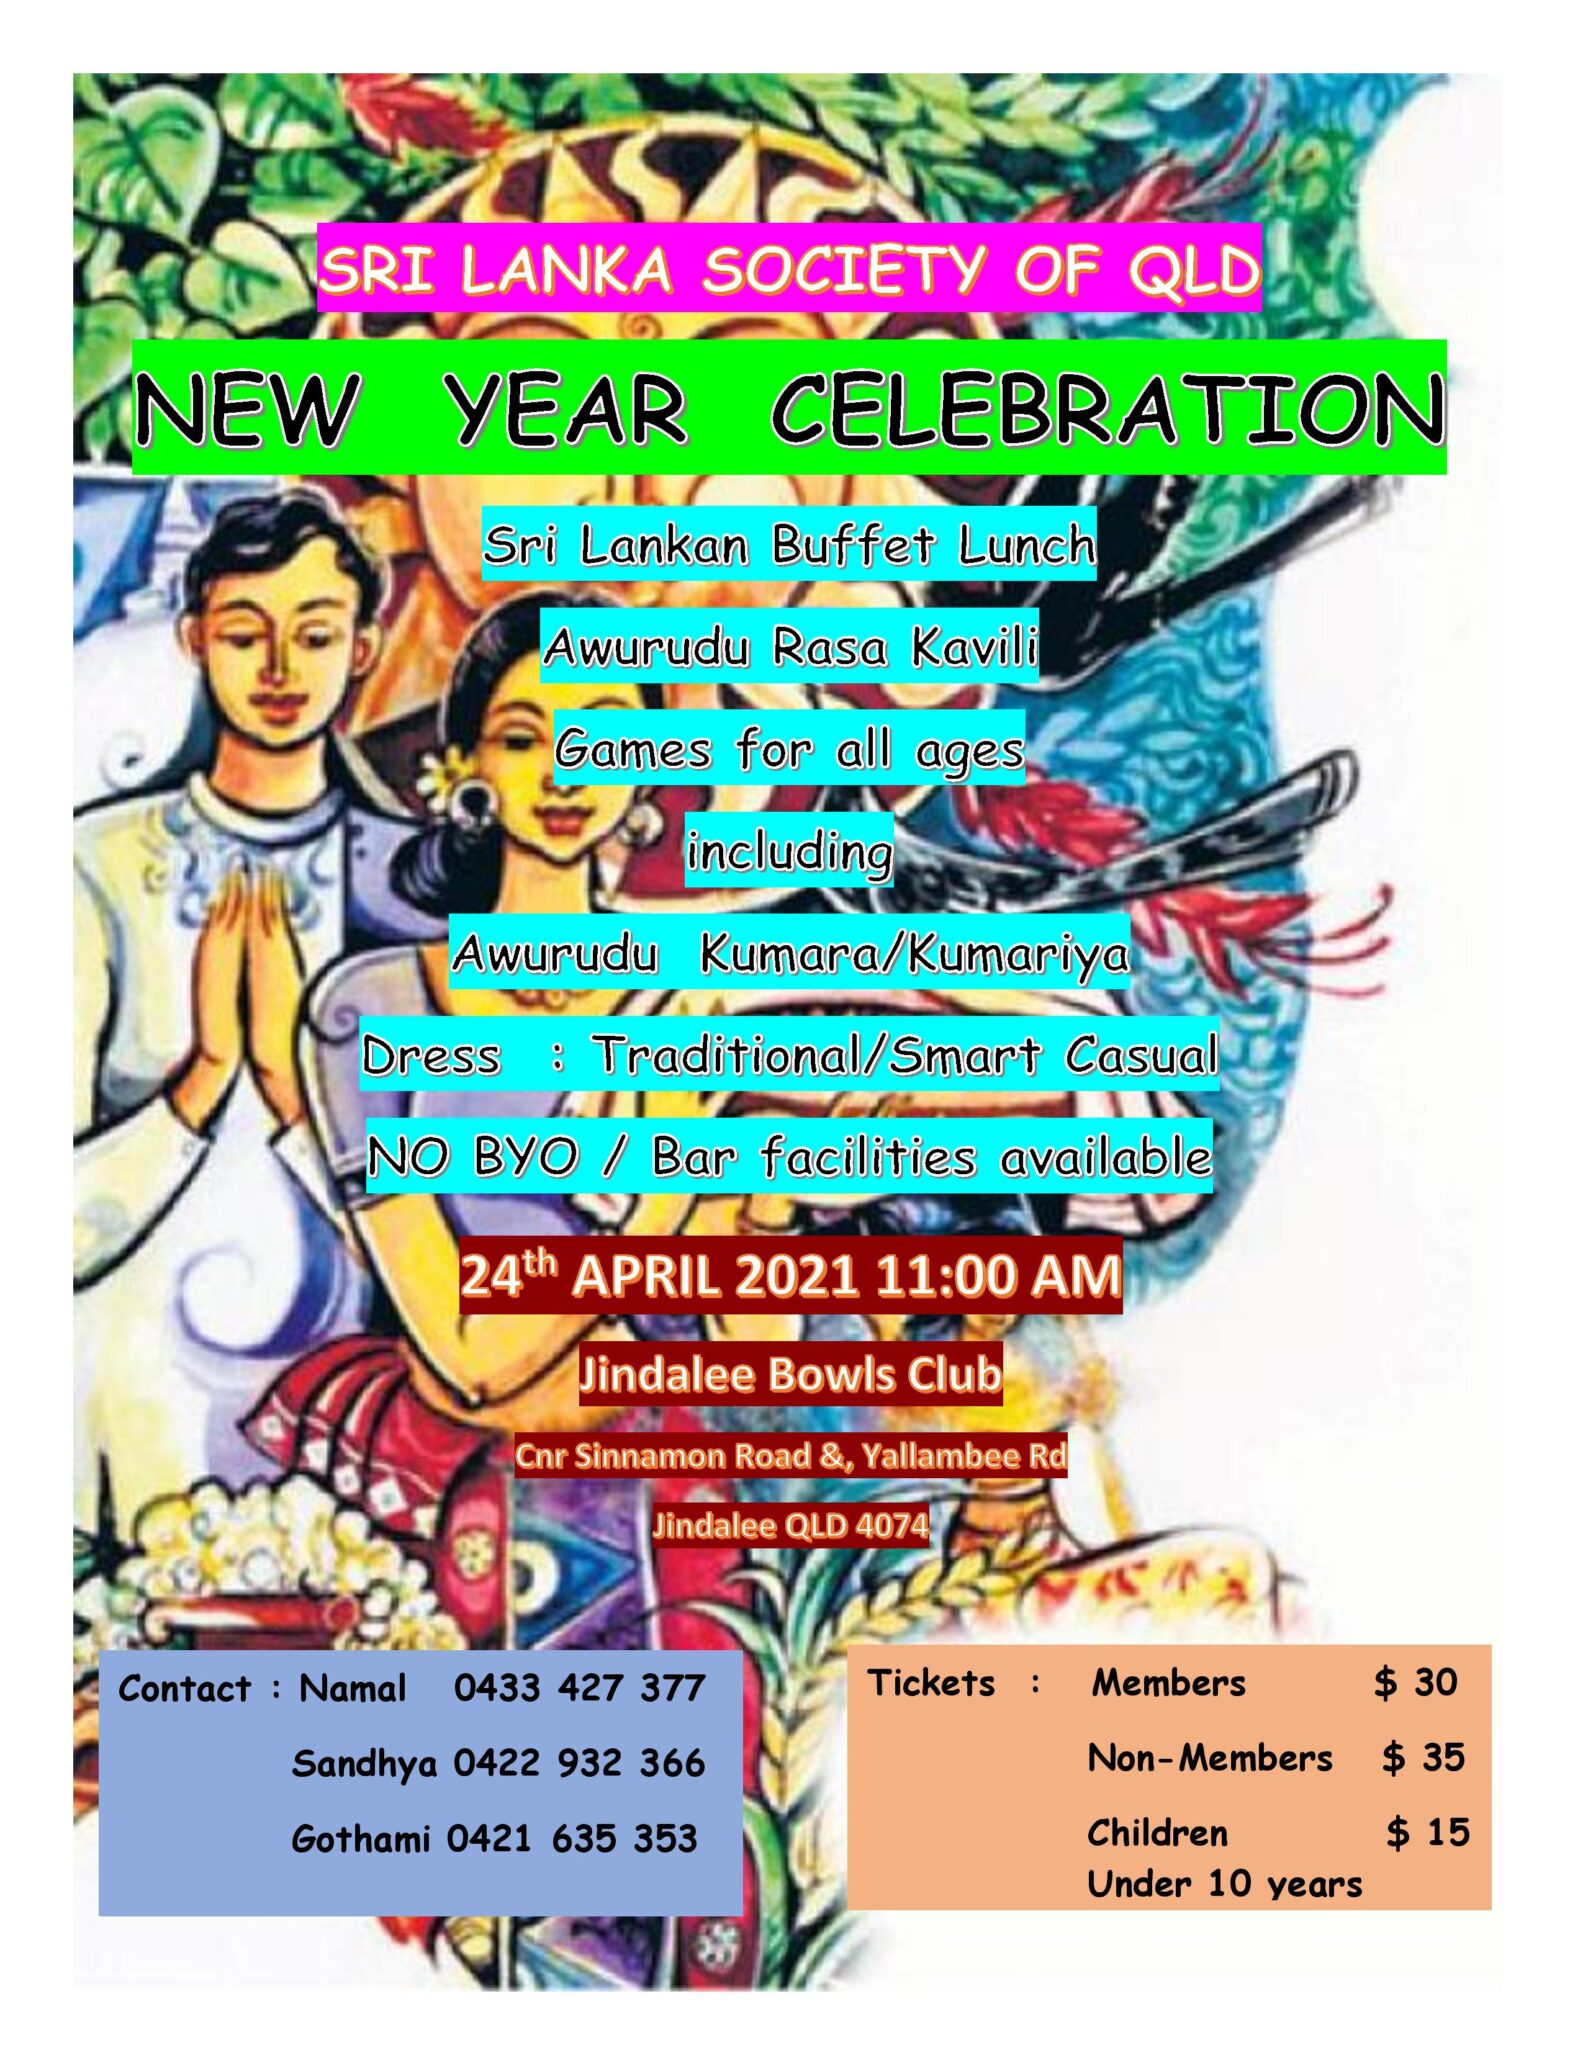 SRI LANKA SOCIETY OF QLD
NEW YEAR CELEBRATION
Sri Lankan Buffet Lunch
Awurudu Rasa Kavili
Games for all ages
including
Awurudu Kumara/Kumariya
Dress : Traditional/Smart Casual
NO BYO / Bar facilities available
24th APRIL 2021 11:00 AM
Jindalee Bowls Club
Cnr Sinnamon Road &, Yallambee Rd
Jindalee QLD 4074
Contact : Namal 0433 427 377
Sandhya 0422 932 366
Gothami 0421 635 353
Tickets : Members $ 30
Non-Members $ 35
Children $ 15
Under 10 years